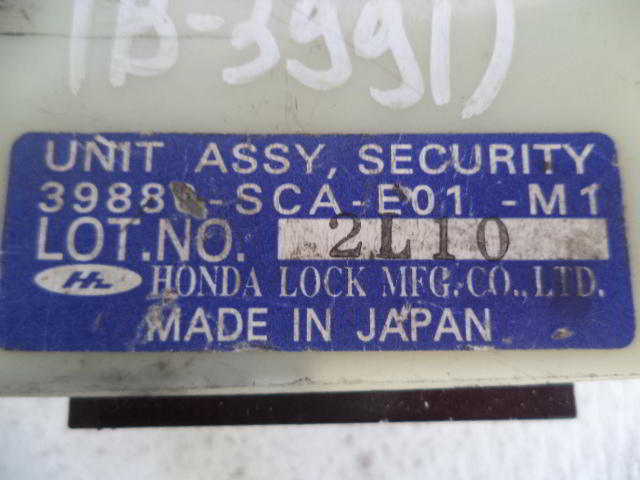 (B-3991)
UNIT ASSY, SECURITY
-SCA-E01 -M1
LOT.NO. 2L10
HL HONDA LOCK MFG.CO.,LTD.
MADE IN JAPAN